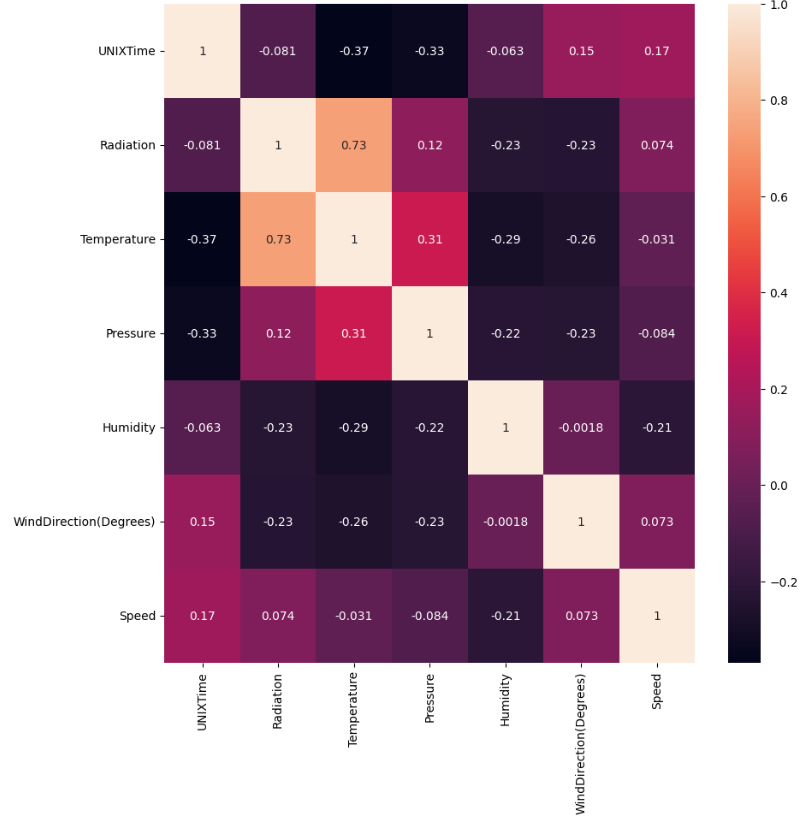 1.0
UNIXTime 1 -0.081 -0.37 -0.33 -0.063 0.15 0.17
0.8
Radiation -0.081 1 0.73 0.12 -0.23 -0.23 0.074
0.6
Temperature -0.37 0.73 1 0.31 -0.29 -0.26 -0.031
0.4
Pressure -0.33 0.12 0.31 1 -0.22 -0.23 -0.084
0.2
Humidity -0.063 -0.23 -0.29 -0.22 1 -0.0018 -0.21
0.0
WindDirection(Degrees) 0.15 -0.23 -0.26 -0.23 -0.0018 1 0.073
−0.2
Speed 0.17 0.074 -0.031 -0.084 -0.21 0.073 1
UNIXTime
Radiation
Temperature
Pressure
Humidity
WindDirection(Degrees)
Speed